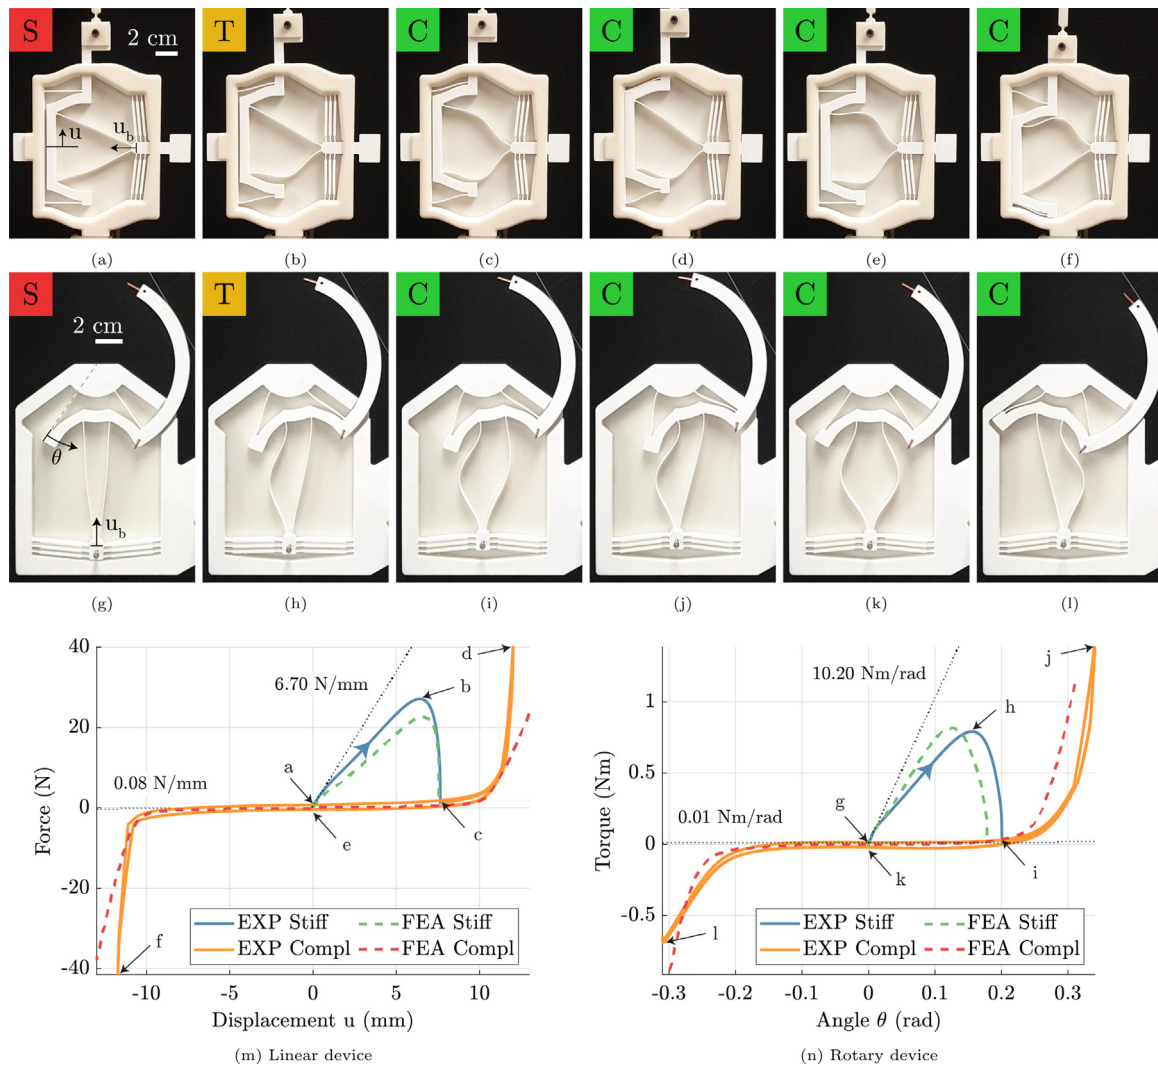 S T C C C C
2 cm
u
u_b
(a) (b) (c) (d) (e) (f)
S T C C C C
2 cm
θ
u_b
(g) (h) (i) (j) (k) (l)
40
20
0
-20
-40
Force (N)
6.70 N/mm
0.08 N/mm
a
b
c
d
e
f
EXP Stiff FEA Stiff
EXP Compl FEA Compl
-10 -5 0 5 10
Displacement u (mm)
(m) Linear device
1
0.5
0
-0.5
Torque (Nm)
10.20 Nm/rad
0.01 Nm/rad
g
h
i
j
k
l
EXP Stiff FEA Stiff
EXP Compl FEA Compl
-0.3 -0.2 -0.1 0 0.1 0.2 0.3
Angle θ (rad)
(n) Rotary device